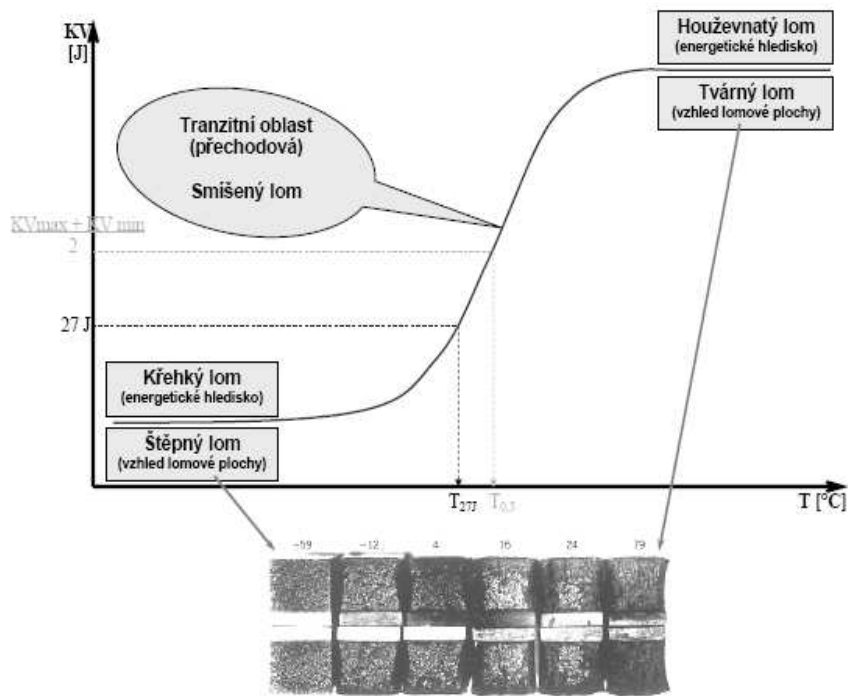 KV
[J]
Houževnatý lom
(energetické hledisko)
Tvárný lom
(vzhled lomové plochy)
Tranzitní oblast
(přechodová)
Smíšený lom
KVmax + KV min
2
27 J
Křehký lom
(energetické hledisko)
Štěpný lom
(vzhled lomové plochy)
T27J
T0,5
T [°C]
-59 -12 4 16 24 79